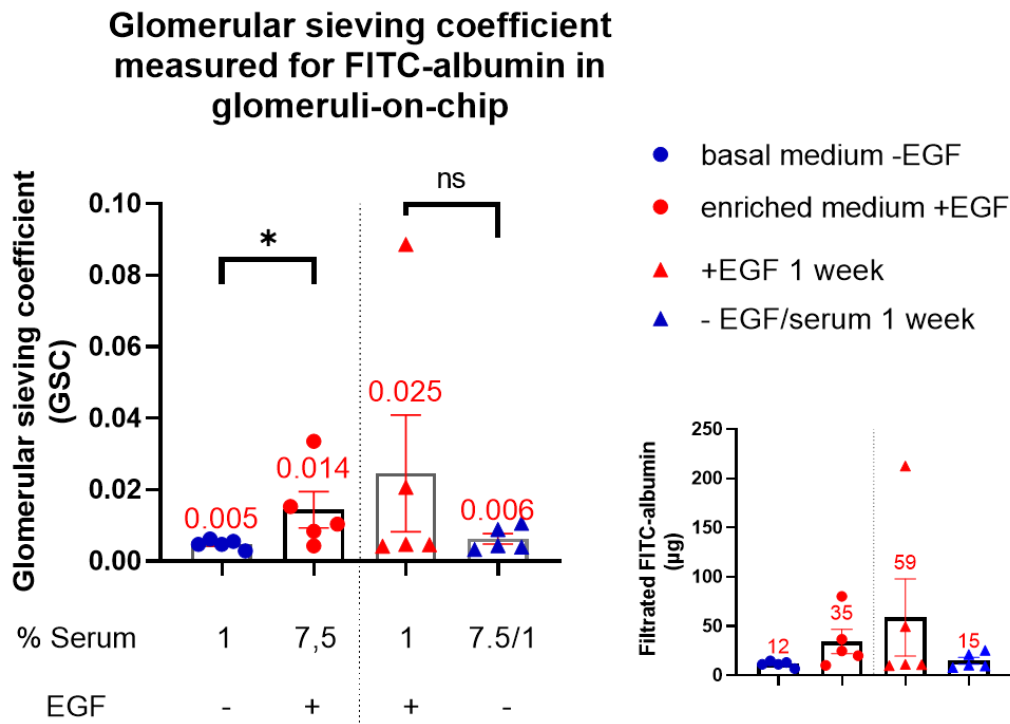 Glomerular sieving coefficient
measured for FITC-albumin in
glomeruli-on-chip
Glomerular sieving coefficient
(GSC)
0.10
0.08
0.06
0.04
0.02
0.00
*
ns
0.005
0.014
0.025
0.006
% Serum 1 7,5 1 7.5/1
EGF - + + -
basal medium -EGF
enriched medium +EGF
+EGF 1 week
- EGF/serum 1 week
Filtrated FITC-albumin
(µg)
250
200
150
100
50
0
12
35
59
15